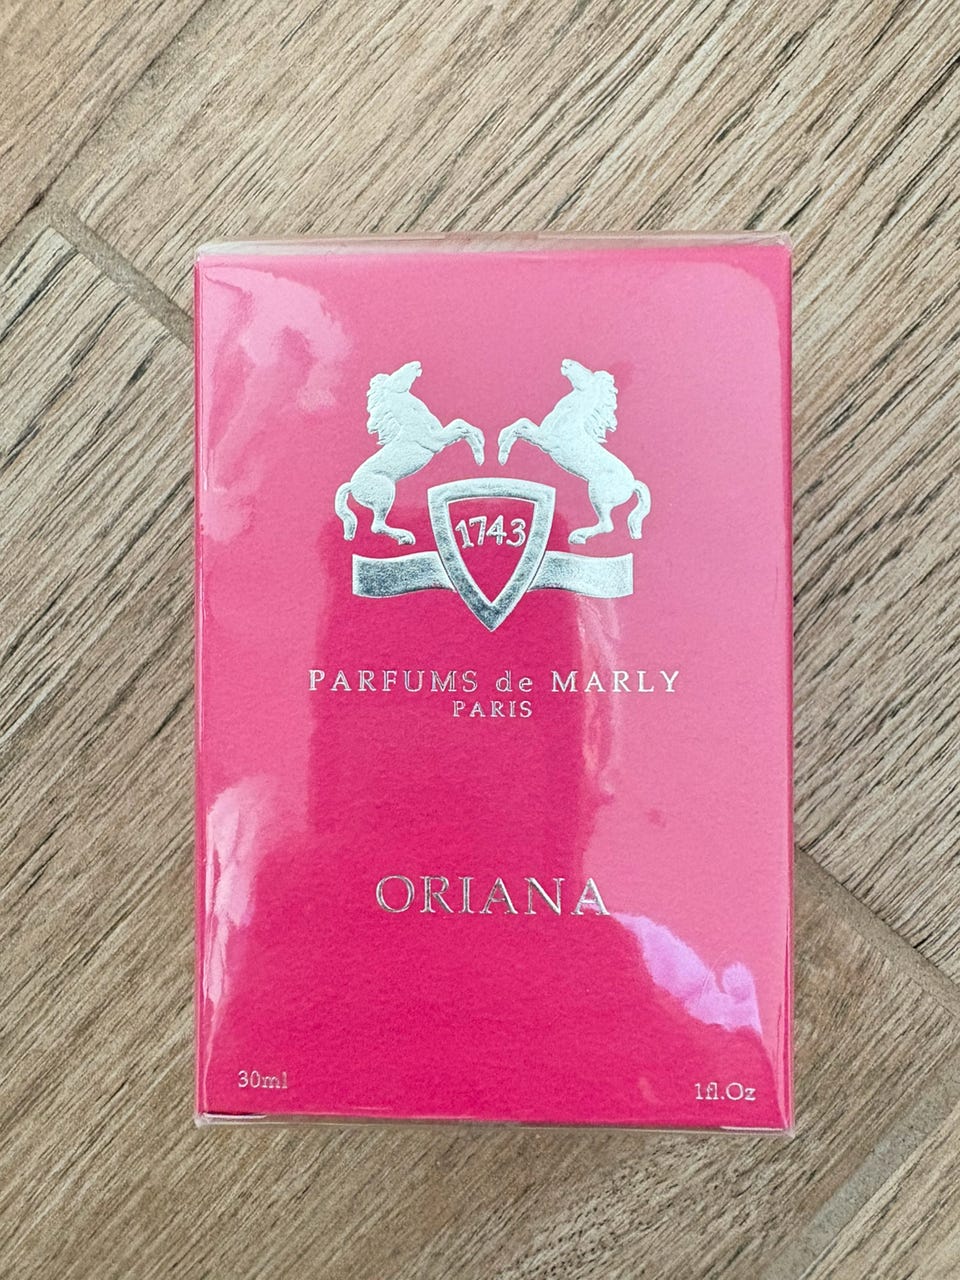 1743
PARFUMS de MARLY
PARIS
ORIANA
30ml
1fl.Oz